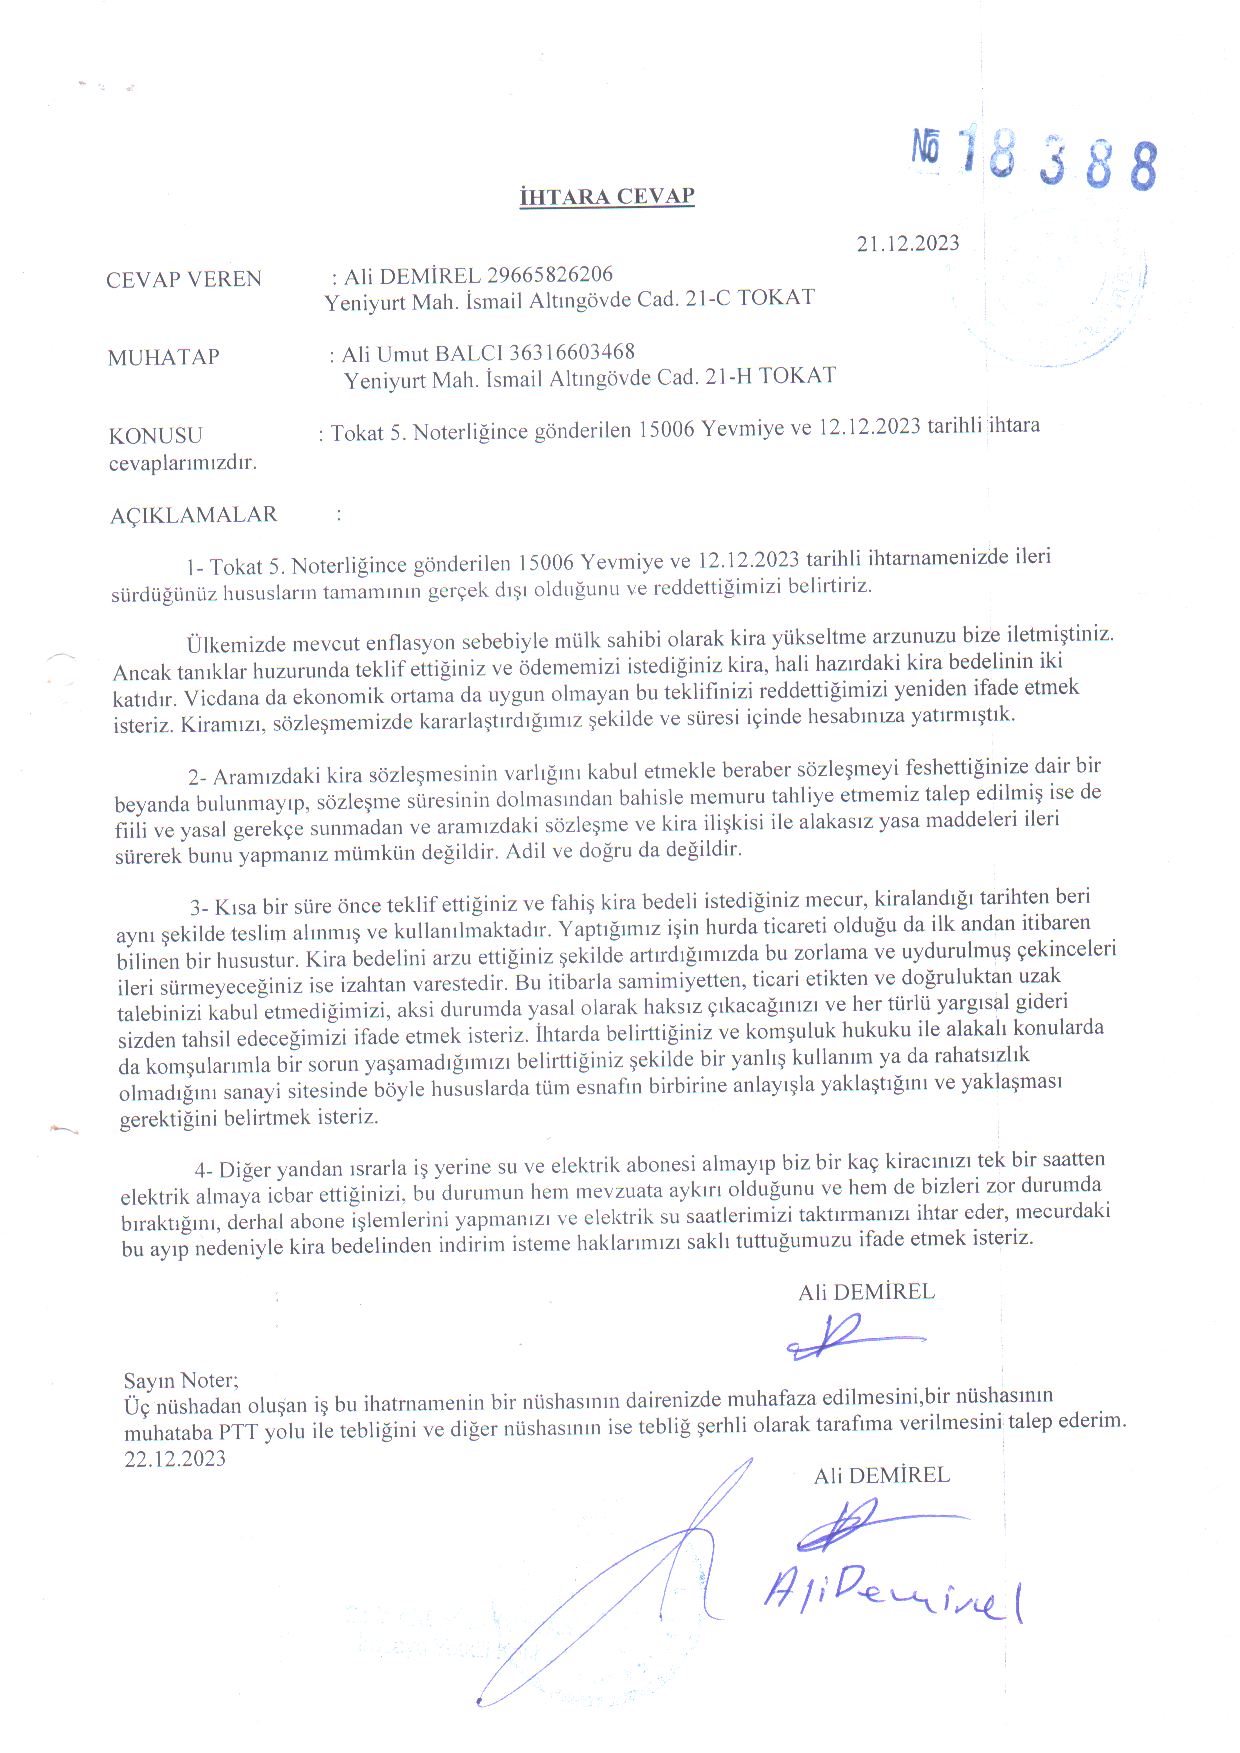 № 18388
İHTARA CEVAP
21.12.2023
CEVAP VEREN : Ali DEMİREL 29665826206
Yeniyurt Mah. İsmail Altıngövde Cad. 21-C TOKAT
MUHATAP : Ali Umut BALCI 36316603468
Yeniyurt Mah. İsmail Altıngövde Cad. 21-H TOKAT
KONUSU : Tokat 5. Noterliğince gönderilen 15006 Yevmiye ve 12.12.2023 tarihli ihtara
cevaplarımızdır.
AÇIKLAMALAR :
1- Tokat 5. Noterliğince gönderilen 15006 Yevmiye ve 12.12.2023 tarihli ihtarnamenizde ileri
sürdüğünüz hususların tamamının gerçek dışı olduğunu ve reddettiğimizi belirtiriz.
Ülkemizde mevcut enflasyon sebebiyle mülk sahibi olarak kira yükseltme arzunuzu bize iletmiştiniz.
Ancak tanıklar huzurunda teklif ettiğiniz ve ödememizi istediğiniz kira, hali hazırdaki kira bedelinin iki
katıdır. Vicdana da ekonomik ortama da uygun olmayan bu teklifinizi reddettiğimizi yeniden ifade etmek
isteriz. Kiramızı, sözleşmemizde kararlaştırdığımız şekilde ve süresi içinde hesabınıza yatırmıştık.
2- Aramızdaki kira sözleşmesinin varlığını kabul etmekle beraber sözleşmeyi feshettiğinize dair bir
beyanda bulunmayıp, sözleşme süresinin dolmasından bahisle memuru tahliye etmemiz talep edilmiş ise de
fiili ve yasal gerekçe sunmadan ve aramızdaki sözleşme ve kira ilişkisi ile alakasız yasa maddeleri ileri
sürerek bunu yapmanız mümkün değildir. Adil ve doğru da değildir.
3- Kısa bir süre önce teklif ettiğiniz ve fahiş kira bedeli istediğiniz mecur, kiralandığı tarihten beri
aynı şekilde teslim alınmış ve kullanılmaktadır. Yaptığımız işin hurda ticareti olduğu da ilk andan itibaren
bilinen bir husustur. Kira bedelini arzu ettiğiniz şekilde artırdığımızda bu zorlama ve uydurulmuş çekinceleri
ileri sürmeyeceğiniz ise izahtan varestedir. Bu itibarla samimiyetten, ticari etikten ve doğruluktan uzak
talebinizi kabul etmediğimizi, aksi durumda yasal olarak haksız çıkacağınızı ve her türlü yargısal gideri
sizden tahsil edeceğimizi ifade etmek isteriz. İhtarda belirttiğiniz ve komşuluk hukuku ile alakalı konularda
da komşularımla bir sorun yaşamadığımızı belirttiğiniz şekilde bir yanlış kullanım ya da rahatsızlık
olmadığını sanayi sitesinde böyle hususlarda tüm esnafın birbirine anlayışla yaklaştığını ve yaklaşması
gerektiğini belirtmek isteriz.
4- Diğer yandan ısrarla iş yerine su ve elektrik abonesi almayıp biz bir kaç kiracınızı tek bir saatten
elektrik almaya icbar ettiğinizi, bu durumun hem mevzuata aykırı olduğunu ve hem de bizleri zor durumda
bıraktığını, derhal abone işlemlerini yapmanızı ve elektrik su saatlerimizi taktırmanızı ihtar eder, mecurdaki
bu ayıp nedeniyle kira bedelinden indirim isteme haklarımızı saklı tuttuğumuzu ifade etmek isteriz.
Ali DEMİREL
Sayın Noter;
Üç nüshadan oluşan iş bu ihatrnamenin bir nüshasının dairenizde muhafaza edilmesini,bir nüshasının
muhataba PTT yolu ile tebliğini ve diğer nüshasının ise tebliğ şerhli olarak tarafıma verilmesini talep ederim.
22.12.2023
Ali DEMİREL
Ali Demirel